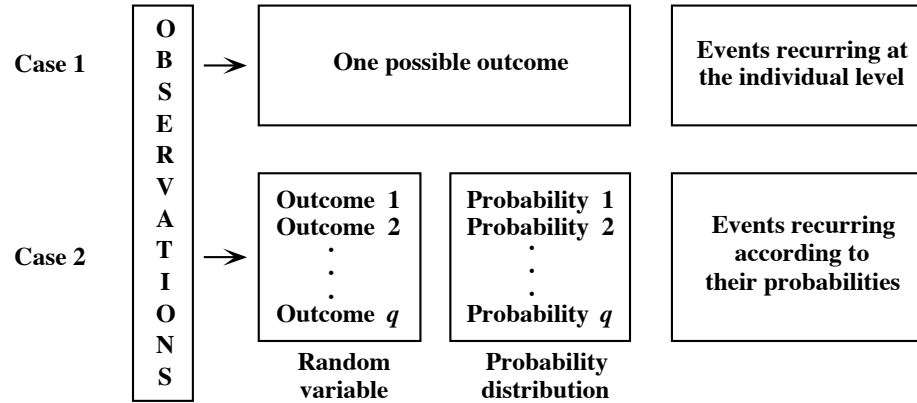 O
B
S
E
R
V
A
T
I
O
N
S
Case 1
One possible outcome
Events recurring at
the individual level
Case 2
Outcome 1
Outcome 2
.
.
.
Outcome q
Random
variable
Probability 1
Probability 2
.
.
.
Probability q
Probability
distribution
Events recurring
according to
their probabilities